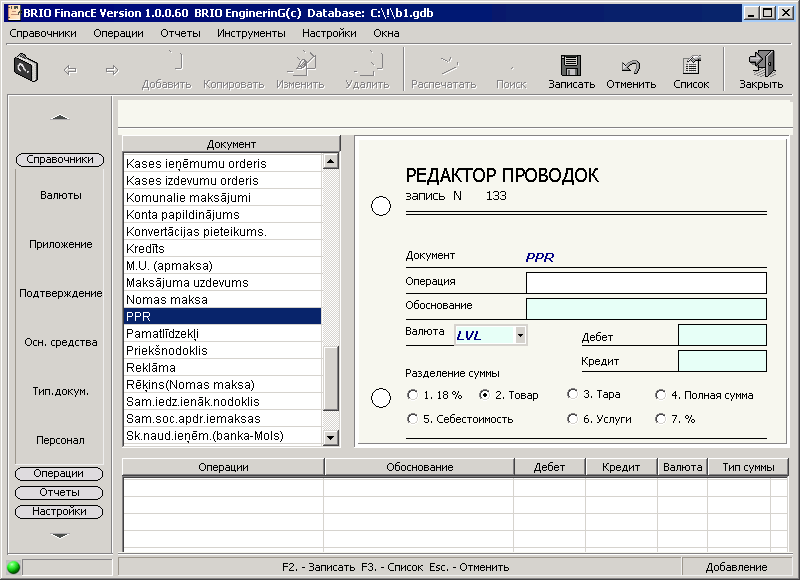 BRIO FinancE Version 1.0.0.60 BRIO EngineerinG(c) Database: C:\!\b1.gdb
Справочники Операции Отчеты Инструменты Настройки Окна
Добавить Копировать Изменить Удалить Распечатать Поиск Записать Отменить Список Закрыть
Справочники
Валюты
Приложение
Подтверждение
Осн. средства
Тип.докум.
Персонал
Операции
Отчеты
Настройки
Документ
Kases ieņēmumu orderis
Kases izdevumu orderis
Komunalie maksājumi
Konta papildinājums
Konvertācijas pieteikums.
Kredīts
M.U. (apmaksa)
Maksājuma uzdevums
Nomas maksa
PPR
Pamatlīdzekļi
Priekšnodoklis
Reklāma
Rēķins(Nomas maksa)
Sam.iedz.ienāk.nodoklis
Sam.soc.apdr.iemaksas
Sk.naud.ieņēm.(banka-Mols)
РЕДАКТОР ПРОВОДОК
запись N 133
Документ PPR
Операция
Обоснование
Валюта LVL Дебет
Кредит
Разделение суммы
1. 18 % 2. Товар 3. Тара 4. Полная сумма
5. Себестоимость 6. Услуги 7. %
Операции Обоснование Дебет Кредит Валюта Тип суммы
F2. - Записать F3. - Список Esc. - Отменить Добавление